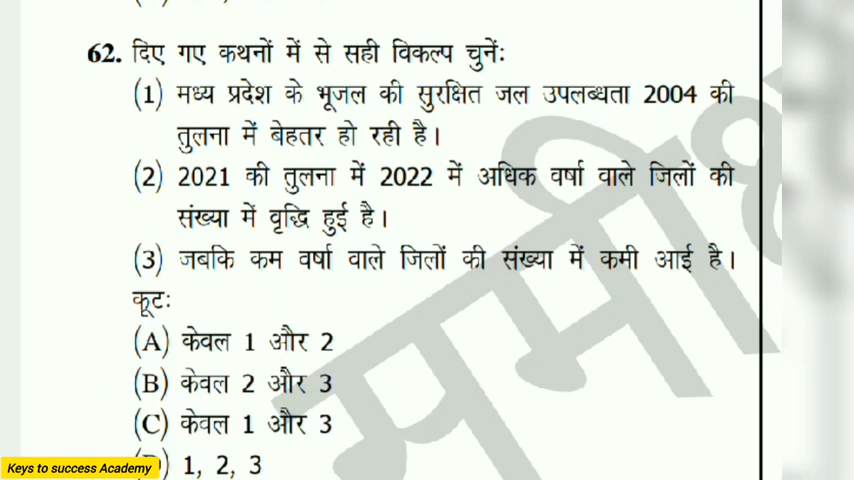 62. दिए गए कथनों में से सही विकल्प चुनेंः
(1) मध्य प्रदेश के भूजल की सुरक्षित जल उपलब्धता 2004 की
तुलना में बेहतर हो रही है।
(2) 2021 की तुलना में 2022 में अधिक वर्षा वाले जिलों की
संख्या में वृद्धि हुई है।
(3) जबकि कम वर्षा वाले जिलों की संख्या में कमी आई है।
कूटः
(A) केवल 1 और 2
(B) केवल 2 और 3
(C) केवल 1 और 3
) 1, 2, 3
Keys to success Academy